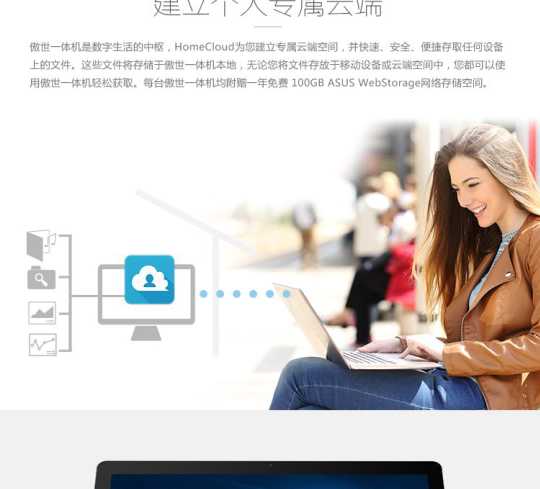 建立个人专属云端
傲世一体机是数字生活的中枢，HomeCloud为您建立专属云端空间，并快速、安全、便捷存取任何设备
上的文件。这些文件将存储于傲世一体机本地，无论您将文件存放于移动设备或云端空间中，您都可以使
用傲世一体机轻松获取。每台傲世一体机均附赠一年免费 100GB ASUS WebStorage网络存储空间。